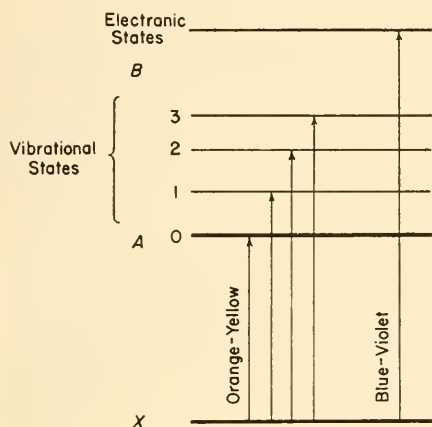 Electronic
States
B
3
Vibrational
States
2
1
A 0
Orange-Yellow
Blue-Violet
X